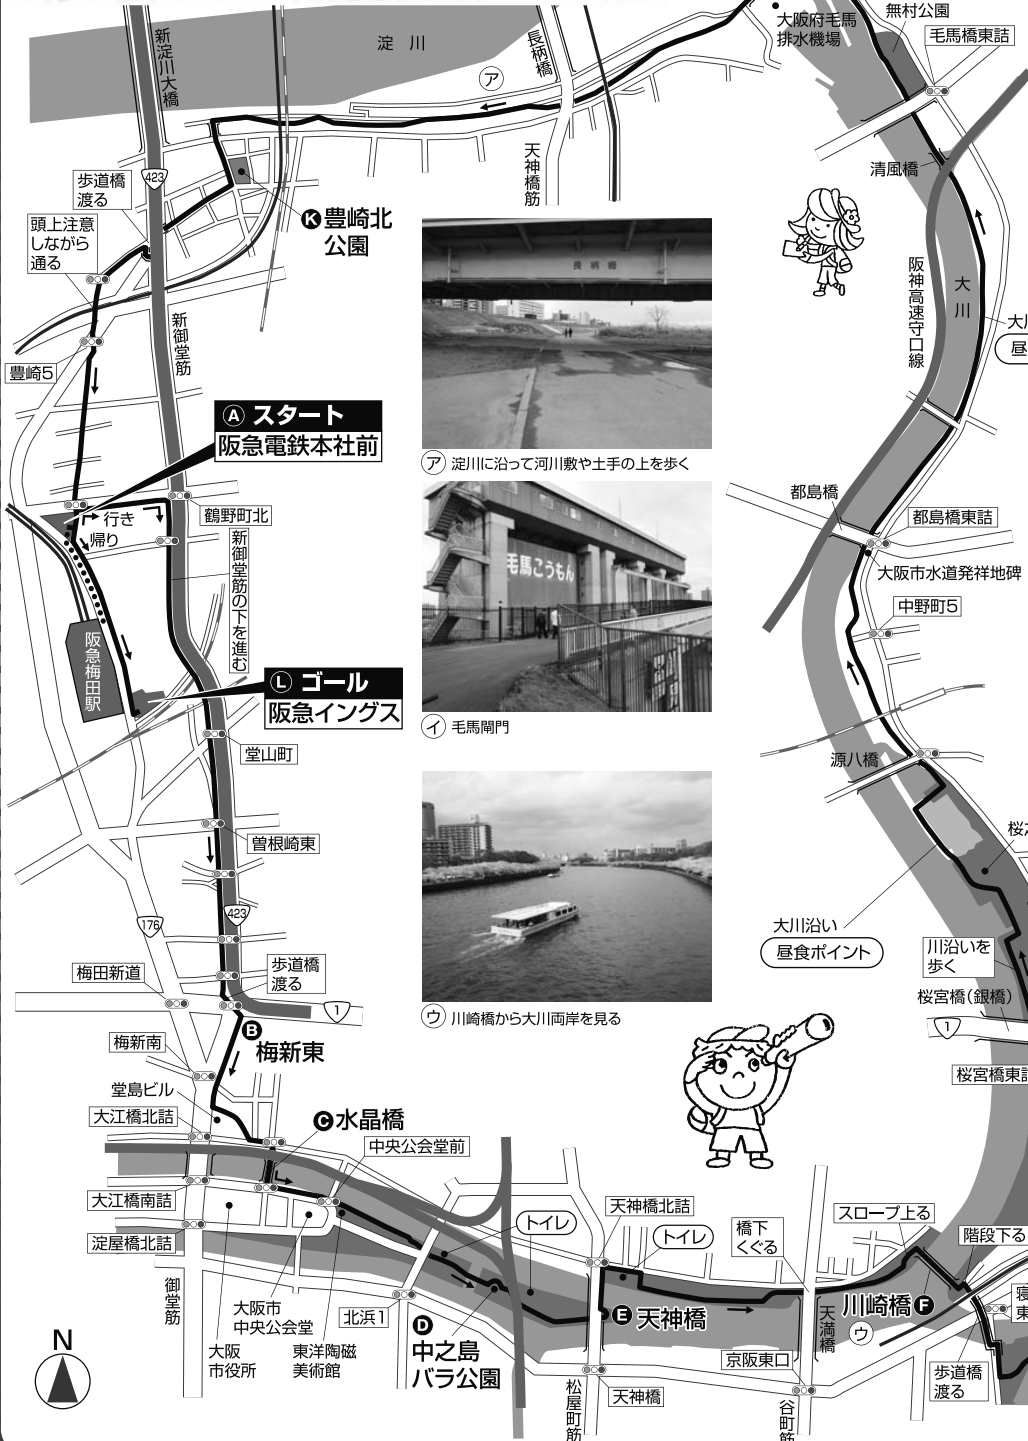 新淀川大橋
淀 川
長柄橋
大阪府毛馬
排水機場
無村公園
毛馬橋東詰
ア
天神橋筋
清風橋
423
歩道橋
渡る
頭上注意
しながら
通る
K 豊崎北
公園
長柄橋
阪神高速守口線
大川
大川
昼
新御堂筋
豊崎5
A スタート
阪急電鉄本社前
ア 淀川に沿って河川敷や土手の上を歩く
行き
帰り
鶴野町北
新御堂筋の下を進む
毛馬こうもん
都島橋
都島橋東詰
大阪市水道発祥地碑
中野町5
阪急梅田駅
L ゴール
阪急イングス
イ 毛馬閘門
堂山町
源八橋
曽根崎東
桜
176
423
大川沿い
昼食ポイント
川沿いを
歩く
梅田新道
歩道橋
渡る
1
ウ 川崎橋から大川両岸を見る
桜宮橋(銀橋)
1
桜宮橋東詰
B
梅新東
梅新南
堂島ビル
大江橋北詰
C 水晶橋
中央公会堂前
大江橋南詰
淀屋橋北詰
トイレ
天神橋北詰
トイレ
橋下
くぐる
スロープ上る
階段下る
御堂筋
大阪市
中央公会堂
北浜1
大阪
市役所
東洋陶磁
美術館
D
中之島
バラ公園
E 天神橋
天満橋
川崎橋 F
ウ
寝
東
京阪東口
歩道橋
渡る
松屋町筋
天神橋
谷町筋
N